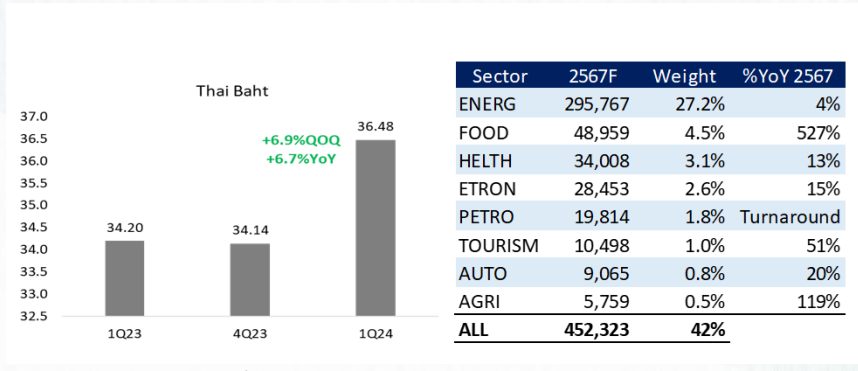 Thai Baht
37.0
36.5
36.0
35.5
35.0
34.5
34.0
33.5
33.0
32.5
34.20
34.14
36.48
+6.9%QOQ
+6.7%YoY
1Q23 4Q23 1Q24
Sector 2567F Weight %YoY 2567
ENERG 295,767 27.2% 4%
FOOD 48,959 4.5% 527%
HELTH 34,008 3.1% 13%
ETRON 28,453 2.6% 15%
PETRO 19,814 1.8% Turnaround
TOURISM 10,498 1.0% 51%
AUTO 9,065 0.8% 20%
AGRI 5,759 0.5% 119%
ALL 452,323 42%